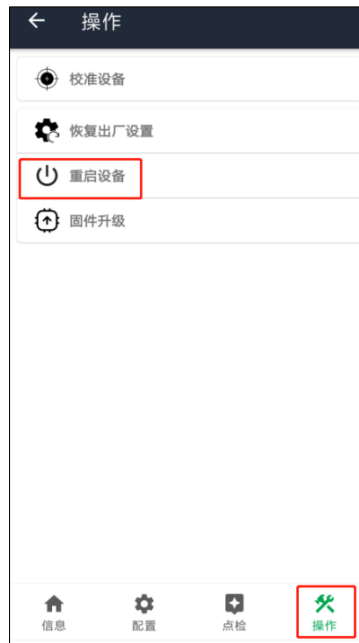 操作
校准设备
恢复出厂设置
重启设备
固件升级
信息
配置
点检
操作